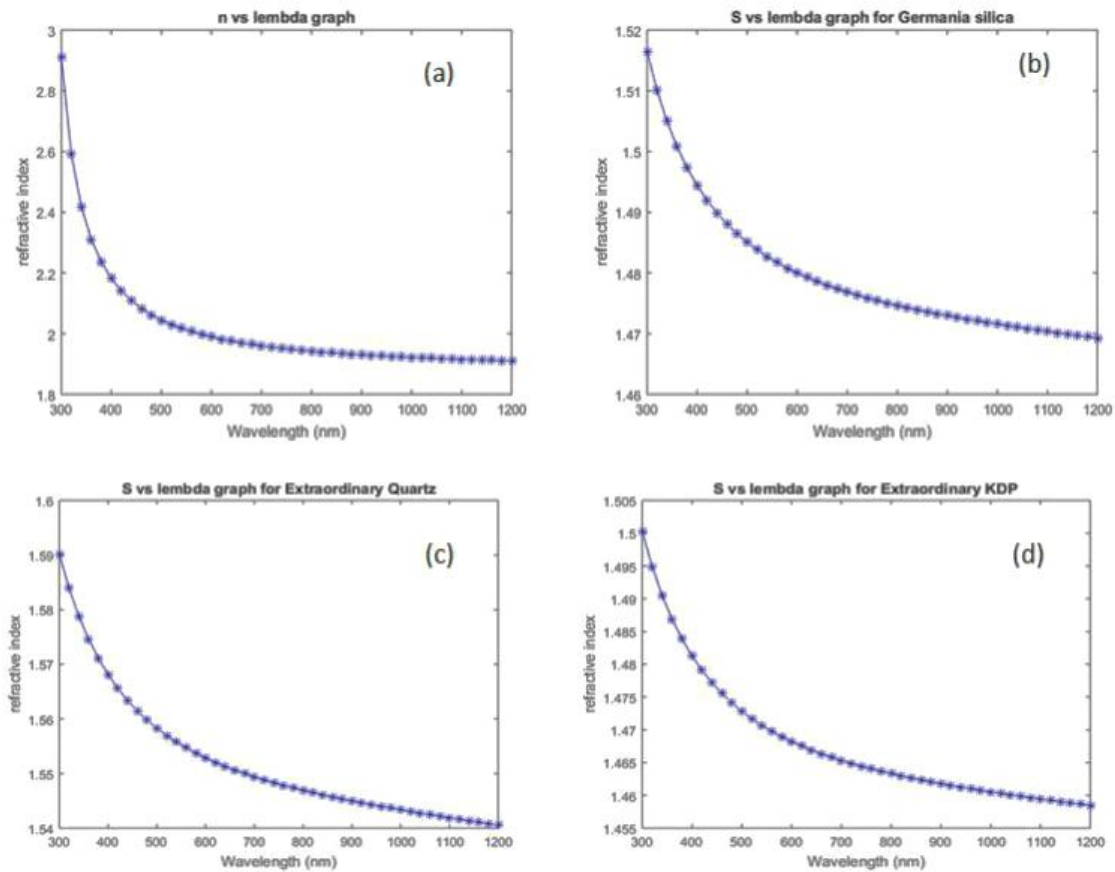 n vs lembda graph
(a)
3
2.8
2.6
2.4
2.2
2
1.8
refractive index
300 400 500 600 700 800 900 1000 1100 1200
Wavelength (nm)
S vs lembda graph for Germania silica
(b)
1.52
1.51
1.5
1.49
1.48
1.47
1.46
refractive index
300 400 500 600 700 800 900 1000 1100 1200
Wavelength (nm)
S vs lembda graph for Extraordinary Quartz
(c)
1.6
1.59
1.58
1.57
1.56
1.55
1.54
refractive index
300 400 500 600 700 800 900 1000 1100 1200
Wavelength (nm)
S vs lembda graph for Extraordinary KDP
(d)
1.505
1.5
1.495
1.49
1.485
1.48
1.475
1.47
1.465
1.46
1.455
refractive index
300 400 500 600 700 800 900 1000 1100 1200
Wavelength (nm)